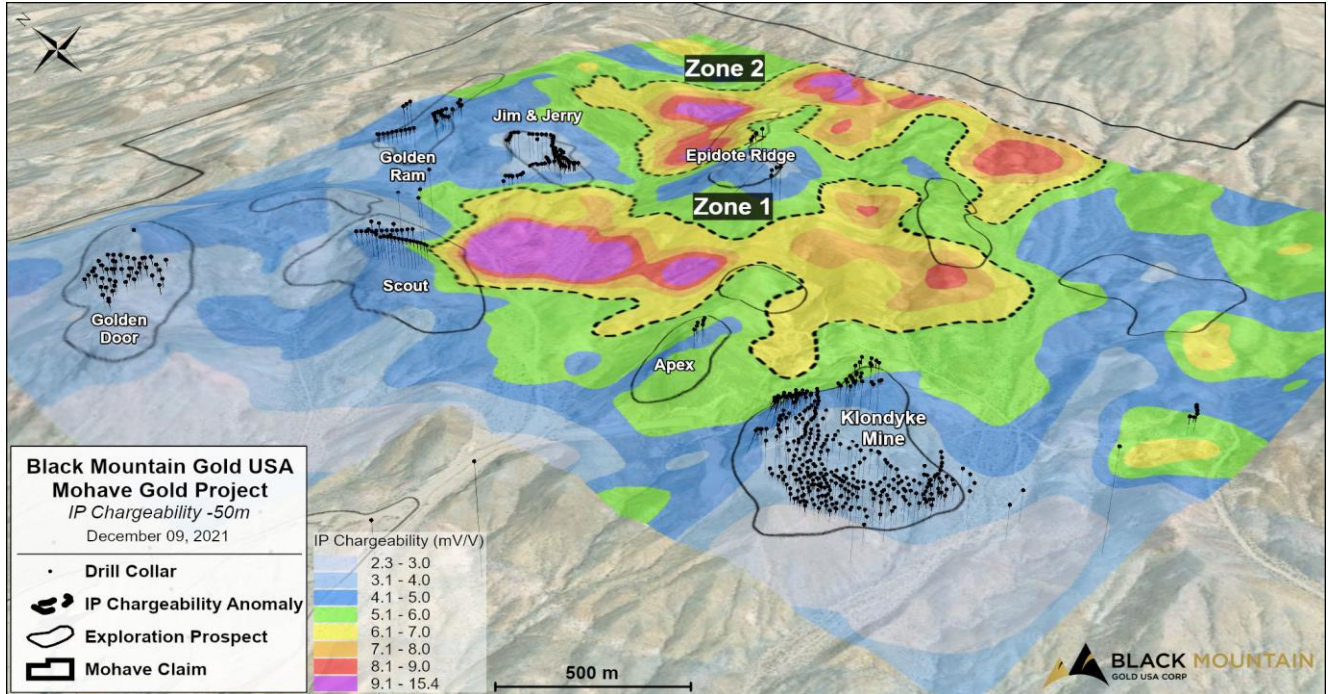 N
Zone 2
Jim & Jerry
Golden
Ram
Epidote Ridge
Zone 1
Scout
Golden
Door
Apex
Klondyke
Mine
Black Mountain Gold USA
Mohave Gold Project
IP Chargeability -50m
December 09, 2021
Drill Collar
IP Chargeability Anomaly
Exploration Prospect
Mohave Claim
IP Chargeability (mV/V)
2.3 - 3.0
3.1 - 4.0
4.1 - 5.0
5.1 - 6.0
6.1 - 7.0
7.1 - 8.0
8.1 - 9.0
9.1 - 15.4
500 m
BLACK MOUNTAIN
GOLD USA CORP